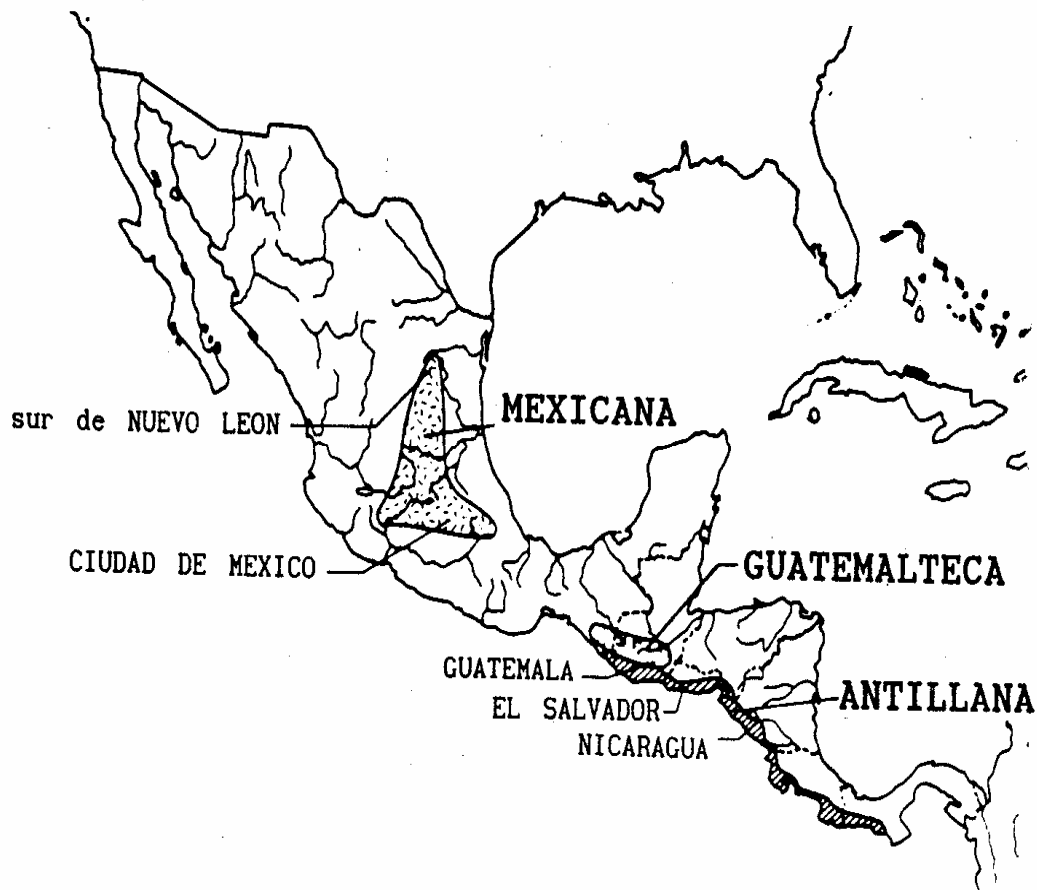 sur de NUEVO LEON
MEXICANA
CIUDAD DE MEXICO
GUATEMALTECA
GUATEMALA
EL SALVADOR
ANTILLANA
NICARAGUA